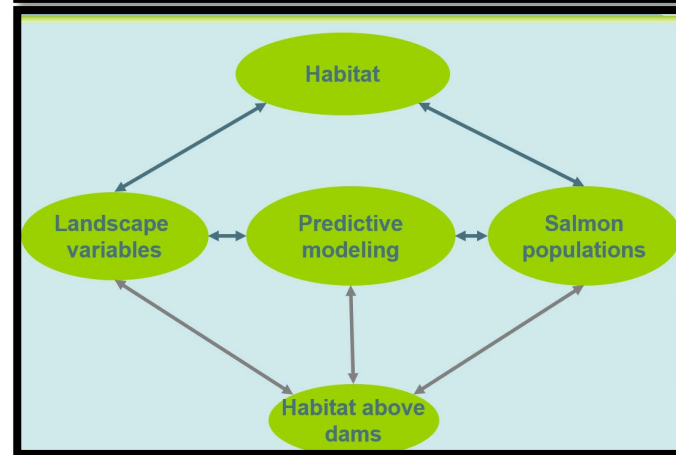 Habitat
Landscape
variables
Predictive
modeling
Salmon
populations
Habitat above
dams